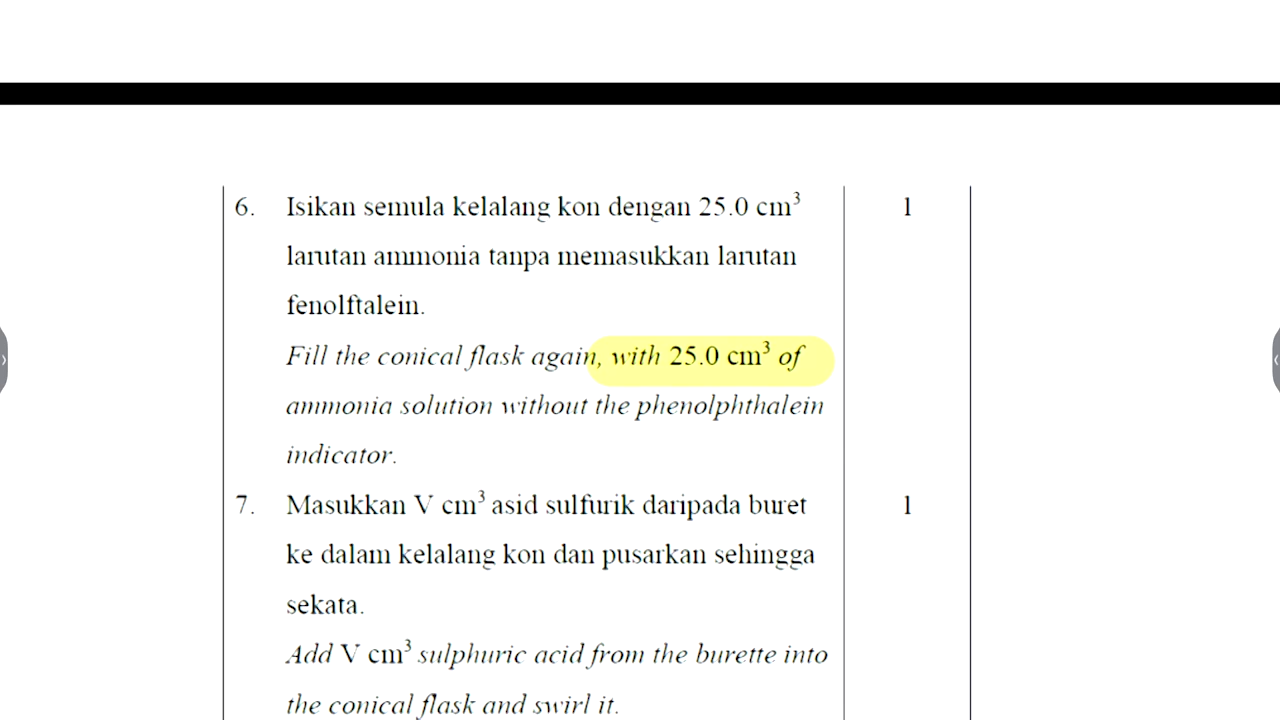 6. Isikan semula kelalang kon dengan 25.0 cm³ 1
larutan ammonia tanpa memasukkan larutan
fenolftalein.
Fill the conical flask again, with 25.0 cm³ of
ammonia solution without the phenolphthalein
indicator.
7. Masukkan V cm³ asid sulfurik daripada buret 1
ke dalam kelalang kon dan pusarkan sehingga
sekata.
Add V cm³ sulphuric acid from the burette into
the conical flask and swirl it.